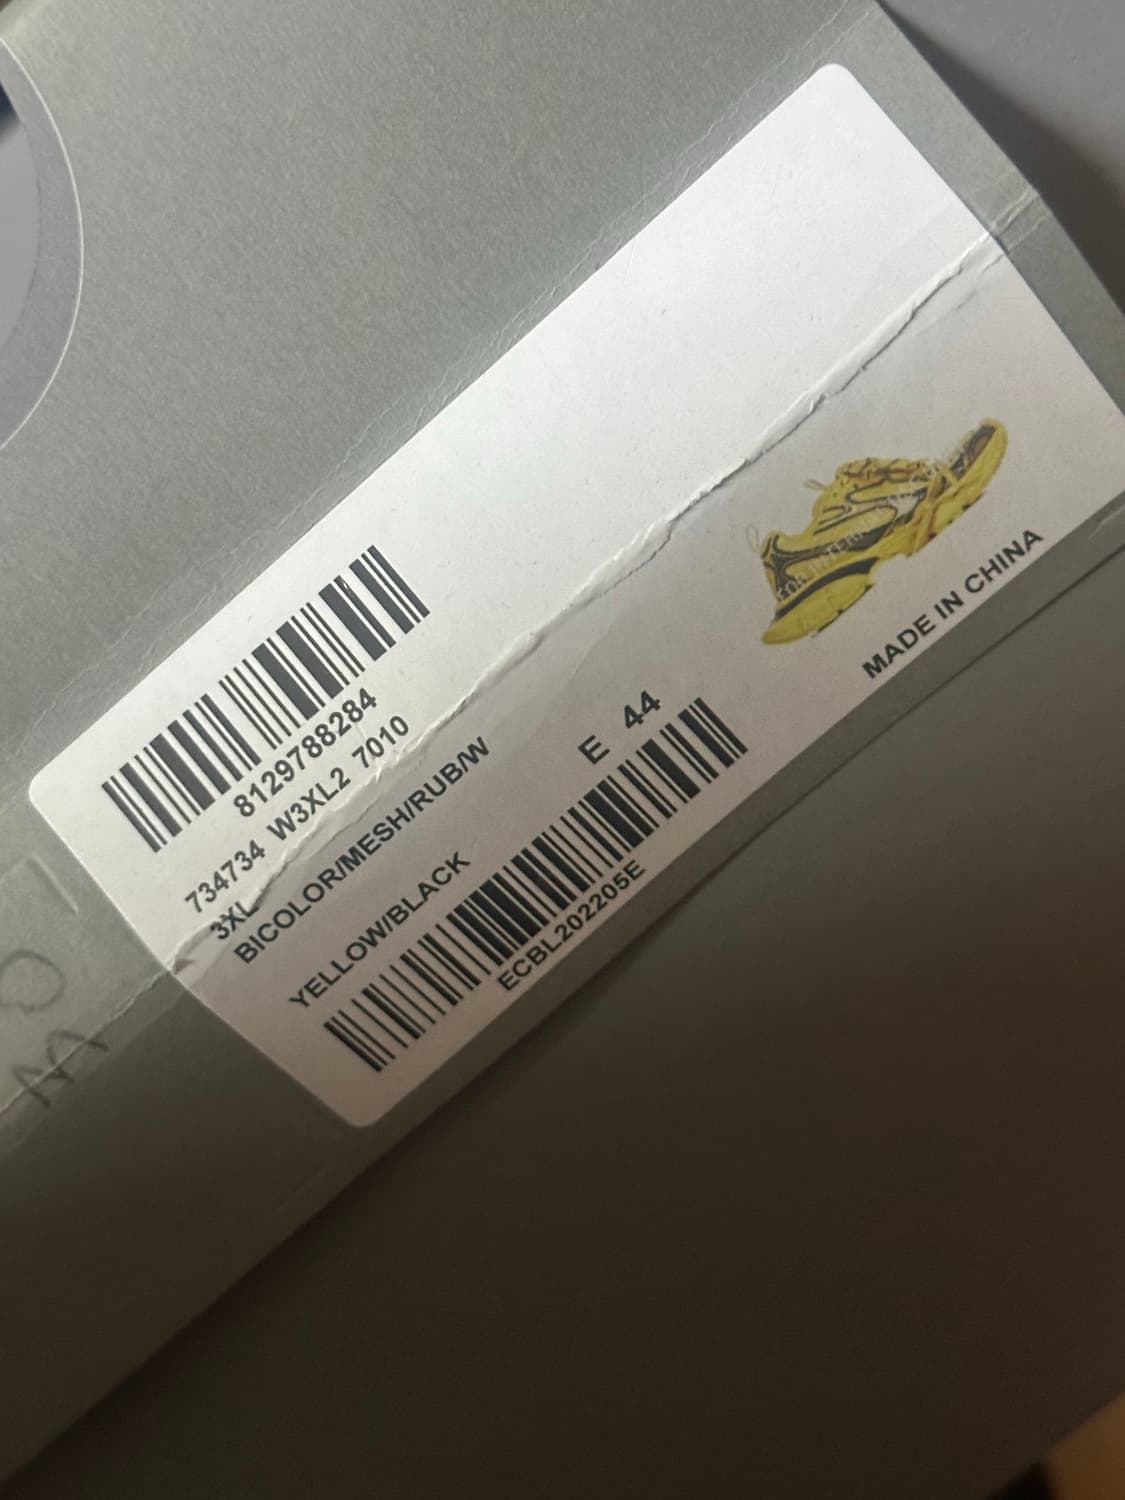 8129788284
734734 W3XL2 7010
3XL
BICOLOR/MESH/RUB/W
YELLOW/BLACK
E 44
ECBL202205E
MADE IN CHINA